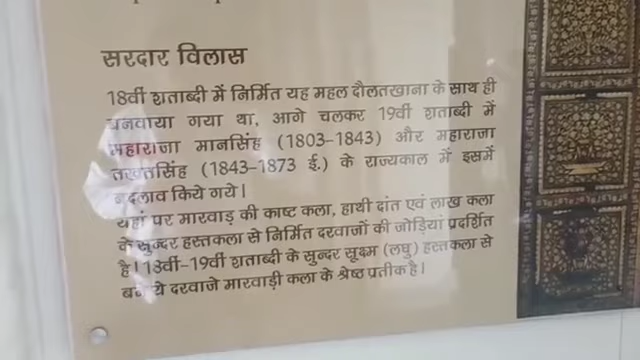 सरदार विलास
18वीं शताब्दी में निर्मित यह महल दौलतखाना के साथ ही
बनवाया गया था, आगे चलकर 19वीं शताब्दी में
महाराजा मानसिंह (1803-1843) और महाराजा
तखतसिंह (1843-1873 ई.) के राज्यकाल में इसमें
बदलाव किये गये।
यहां पर मारवाड़ की काष्ट कला, हाथी दांत एवं लाख कला
के सुन्दर हस्तकला से निर्मित दरवाजों की जोड़ियां प्रदर्शित
है। 18वीं-19वीं शताब्दी के सुन्दर सूक्ष्म (लघु) हस्तकला से
बने ये दरवाजे मारवाड़ी कला के श्रेष्ठ प्रतीक है।